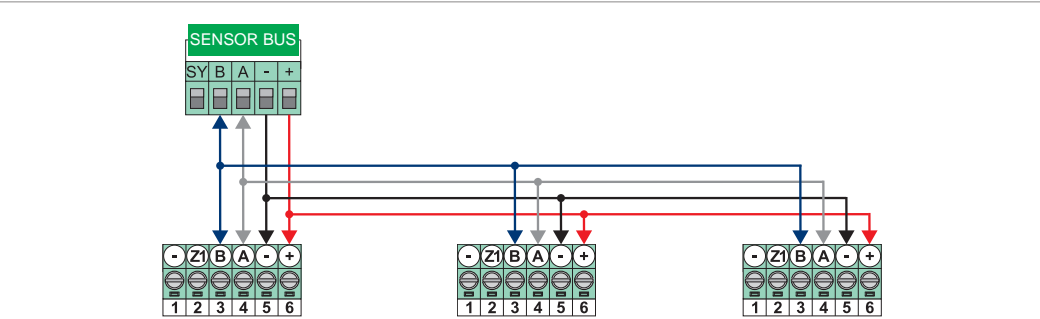 SENSOR BUS
SY B A - +
- Z1 B A - + - Z1 B A - + - Z1 B A - +
1 2 3 4 5 6 1 2 3 4 5 6 1 2 3 4 5 6